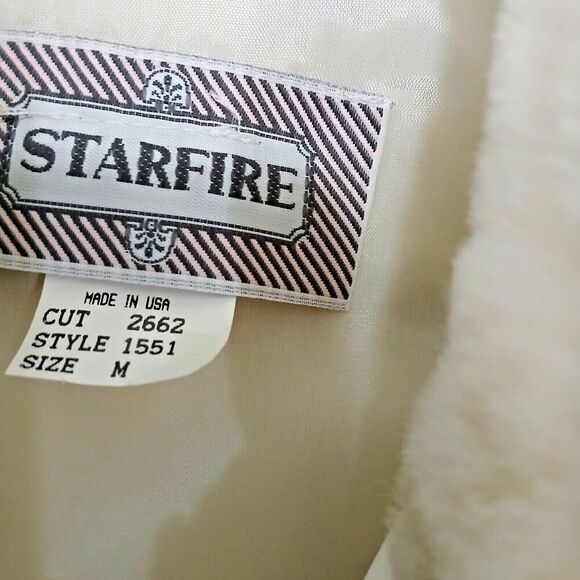 STARFIRE
MADE IN USA
CUT 2662
STYLE 1551
SIZE M